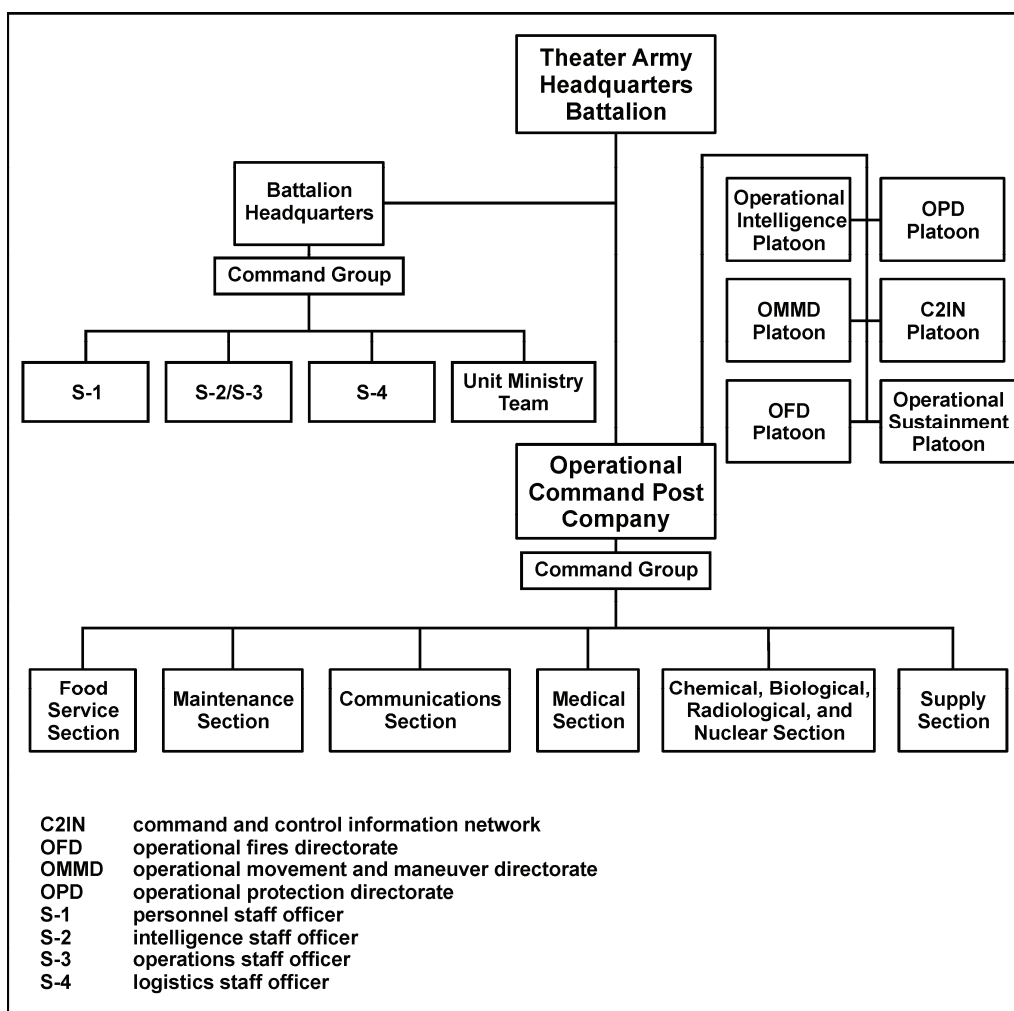 Theater Army
Headquarters
Battalion
Battalion
Headquarters
Command Group
S-1
S-2/S-3
S-4
Unit Ministry
Team
Operational
Intelligence
Platoon
OPD
Platoon
OMMD
Platoon
C2IN
Platoon
OFD
Platoon
Operational
Sustainment
Platoon
Operational
Command Post
Company
Command Group
Food
Service
Section
Maintenance
Section
Communications
Section
Medical
Section
Chemical, Biological,
Radiological, and
Nuclear Section
Supply
Section
C2IN command and control information network
OFD operational fires directorate
OMMD operational movement and maneuver directorate
OPD operational protection directorate
S-1 personnel staff officer
S-2 intelligence staff officer
S-3 operations staff officer
S-4 logistics staff officer